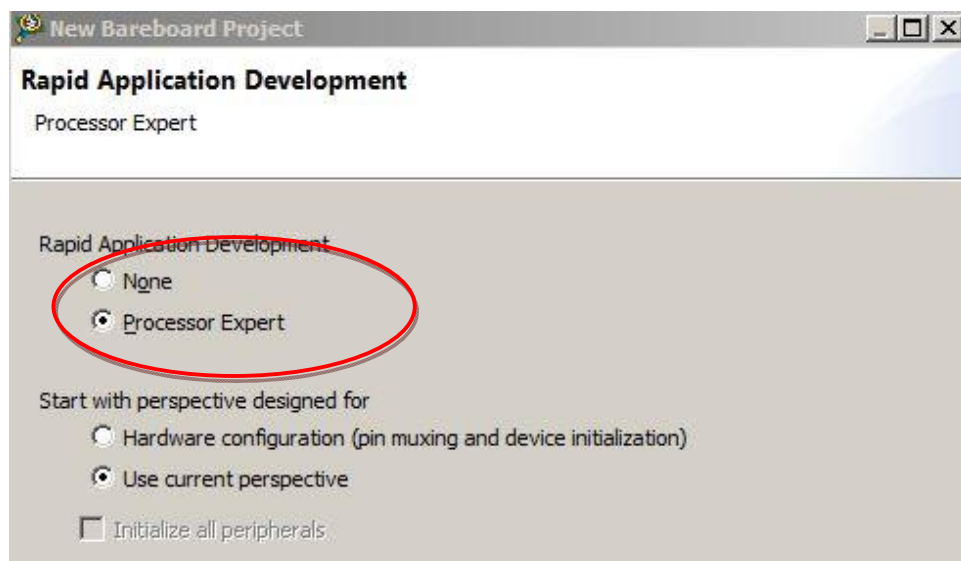 New Bareboard Project
Rapid Application Development
Processor Expert
Rapid Application Development
None
Processor Expert
Start with perspective designed for
Hardware configuration (pin muxing and device initialization)
Use current perspective
Initialize all peripherals